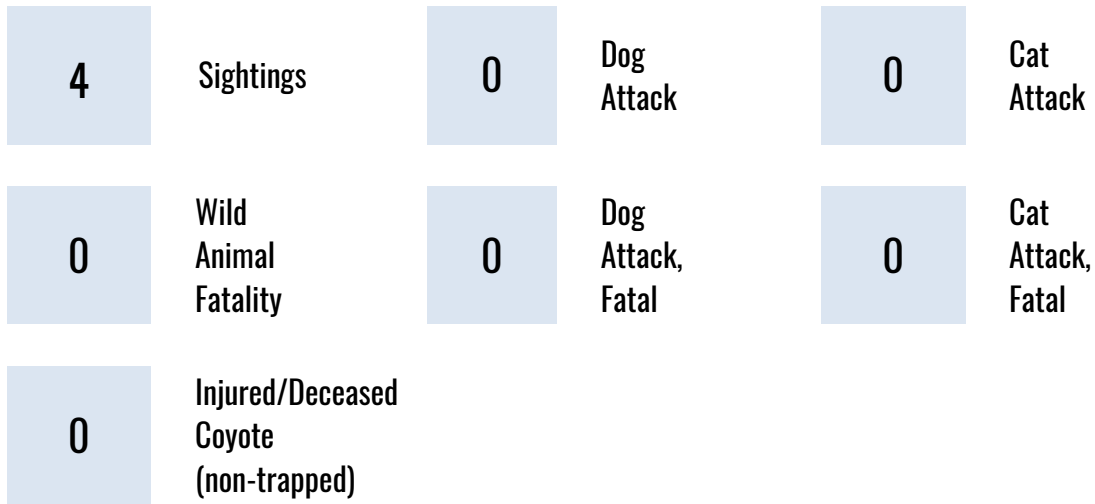 4
Sightings
0
Dog
Attack
0
Cat
Attack
0
Wild
Animal
Fatality
0
Dog
Attack,
Fatal
0
Cat
Attack,
Fatal
0
Injured/Deceased
Coyote
(non-trapped)